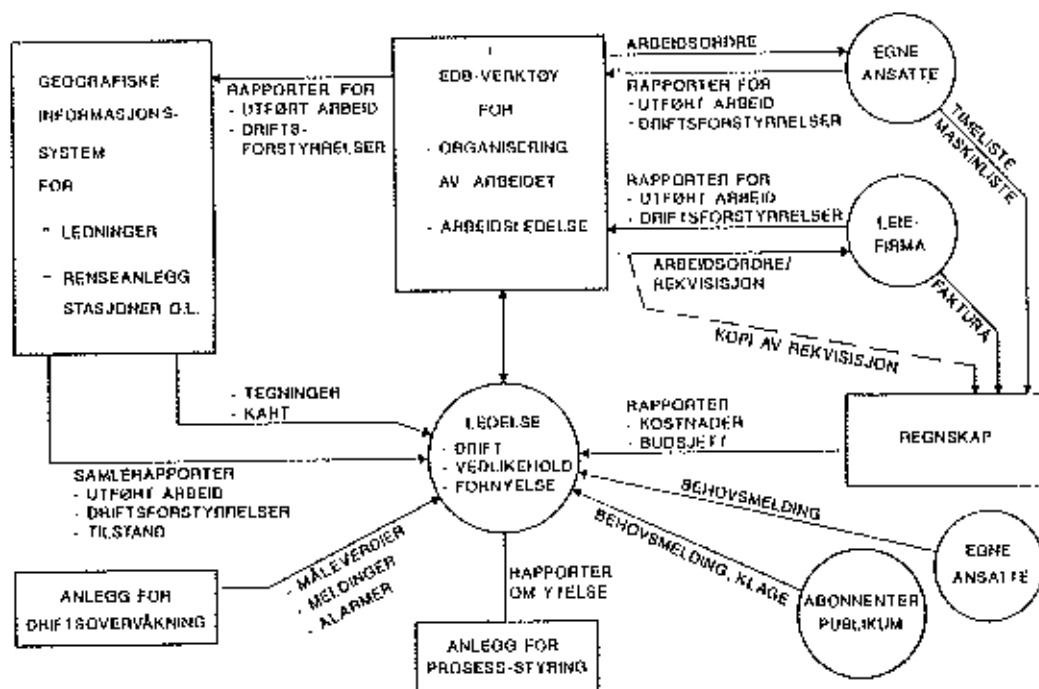 GEOGRAFISKE
INFORMASJONS-
SYSTEM
FOR
- LEDNINGER
- RENSEANLEGG
STASJONER O.L.
RAPPORTER FOR
- UTFØRT ARBEID
- DRIFTS-
FORSTYRRELSER
EDB-VERKTØY
FOR
- ORGANISERING
AV ARBEIDET
- ARBEIDSLEDELSE
ARBEIDSORDRE
RAPPORTER FOR
- UTFØRT ARBEID
- DRIFTSFORSTYRRELSER
EGNE
ANSATTE
TIMELISTE
MASKINLISTE
RAPPORTER FOR
- UTFØRT ARBEID
- DRIFTSFORSTYRRELSER
LEIE-
FIRMA
ARBEIDSORDRE/
REKVISISJON
FAKTURA
KOPI AV REKVISISJON
- TEGNINGER
- KART
LEDELSE
- DRIFT
- VEDLIKEHOLD
- FORNYELSE
RAPPORTER
- KOSTNADER
- BUDSJETT
REGNSKAP
SAMLERAPPORTER
- UTFØRT ARBEID
- DRIFTSFORSTYRRELSER
- TILSTAND
BEHOVSMELDING
BEHOVSMELDING, KLAGE
EGNE
ANSATTE
ANLEGG FOR
DRIFTSOVERVÅKNING
- MÅLEVERDIER
- MELDINGER
- ALARMER
RAPPORTER
OM YTELSE
ABONNENTER
PUBLIKUM
ANLEGG FOR
PROSESS-STYRING